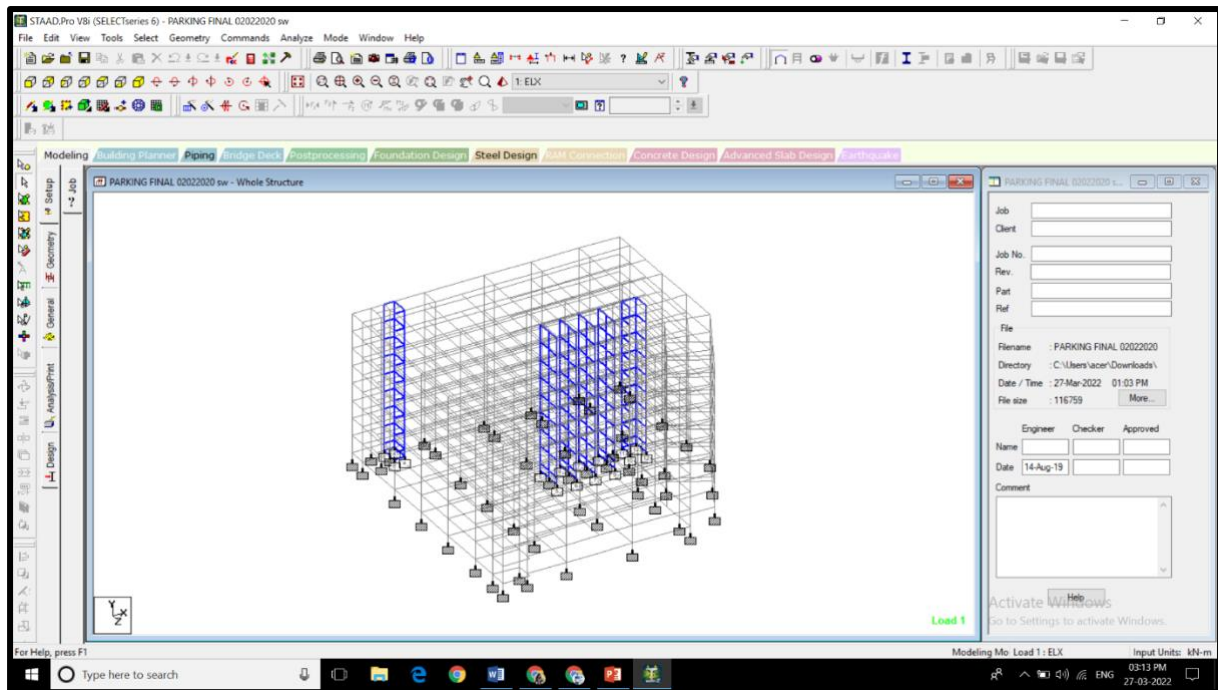 STAAD.Pro V8i (SELECTseries 6) - PARKING FINAL 02022020 sw
File Edit View Tools Select Geometry Commands Analyze Mode Window Help
1: ELX
Modeling Building Planner Piping Bridge Deck Postprocessing Foundation Design Steel Design RAM Connection Concrete Design Advanced Slab Design Earthquake
Setup
Geometry
General
Analysis/Print
Design
Job
PARKING FINAL 02022020 sw - Whole Structure
Load 1
Y
X
Z
PARKING FINAL 02022020 s...
Job
Client
Job No.
Rev.
Part
Ref
File
Filename : PARKING FINAL 02022020
Directory : C:\Users\acer\Downloads\
Date / Time : 27-Mar-2022 01:03 PM
File size : 116759 More...
Engineer Checker Approved
Name
Date 14-Aug-19
Comment
Help
Activate Windows
Go to Settings to activate Windows.
For Help, press F1
Modeling Mo Load 1 : ELX Input Units: kN-m
Type here to search
ENG
03:13 PM
27-03-2022